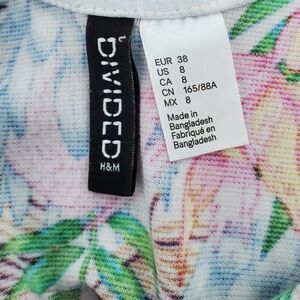 DIVIDED
H&M
EUR 38
US 8
CA 8
CN 165/88A
MX 8
Made in
Bangladesh
Fabriqué en
Bangladesh